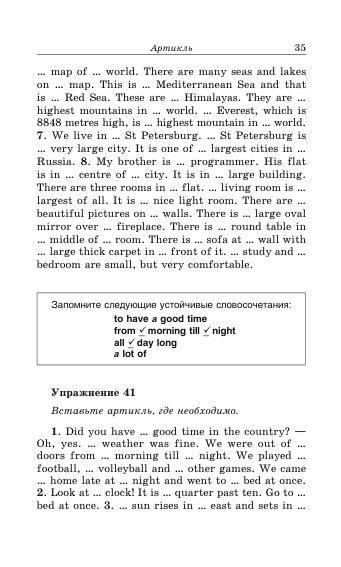 Артикль 35
... map of ... world. There are many seas and lakes
on ... map. This is ... Mediterranean Sea and that
is ... Red Sea. These are ... Himalayas. They are ...
highest mountains in ... world. ... Everest, which is
8848 metres high, is ... highest mountain in ... world.
7. We live in ... St Petersburg. ... St Petersburg is
... very large city. It is one of ... largest cities in ...
Russia. 8. My brother is ... programmer. His flat
is in ... centre of ... city. It is in ... large building.
There are three rooms in ... flat. ... living room is ...
largest of all. It is ... nice light room. There are ...
beautiful pictures on ... walls. There is ... large oval
mirror over ... fireplace. There is ... round table in
... middle of ... room. There is ... sofa at ... wall with
... large thick carpet in ... front of it. ... study and ...
bedroom are small, but very comfortable.
Запомните следующие устойчивые словосочетания:
to have a good time
from ✓ morning till ✓ night
all ✓ day long
a lot of
Упражнение 41
Вставьте артикль, где необходимо.
1. Did you have ... good time in the country? —
Oh, yes. ... weather was fine. We were out of ...
doors from ... morning till ... night. We played ...
football, ... volleyball and ... other games. We came
... home late at ... night and went to ... bed at once.
2. Look at ... clock! It is ... quarter past ten. Go to ...
bed at once. 3. ... sun rises in ... east and sets in ...